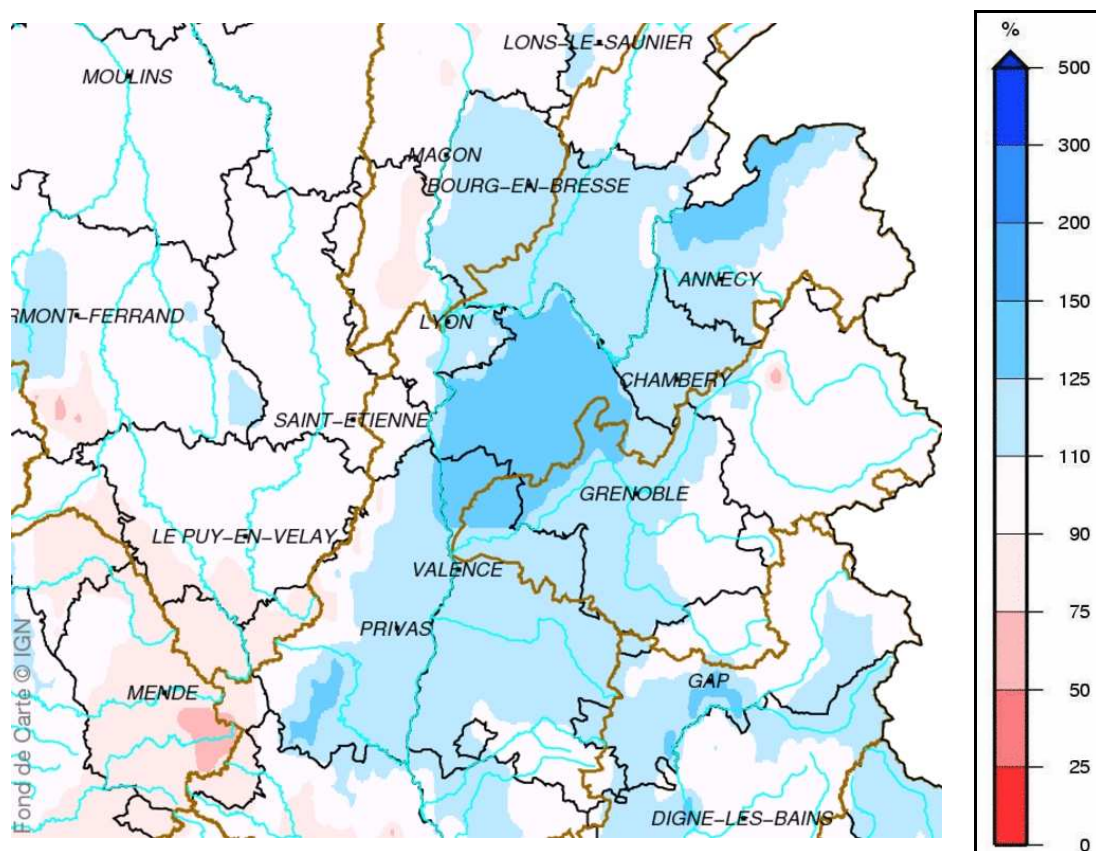 LONS-LE-SAUNIER
MOULINS
MACON
BOURG-EN-BRESSE
ANNECY
RMONT-FERRAND
LYON
CHAMBERY
SAINT-ETIENNE
GRENOBLE
LE PUY-EN-VELAY
VALENCE
PRIVAS
GAP
MENDE
DIGNE-LES-BAINS
Fond de Carte © IGN
%
500
300
200
150
125
110
90
75
50
25
0